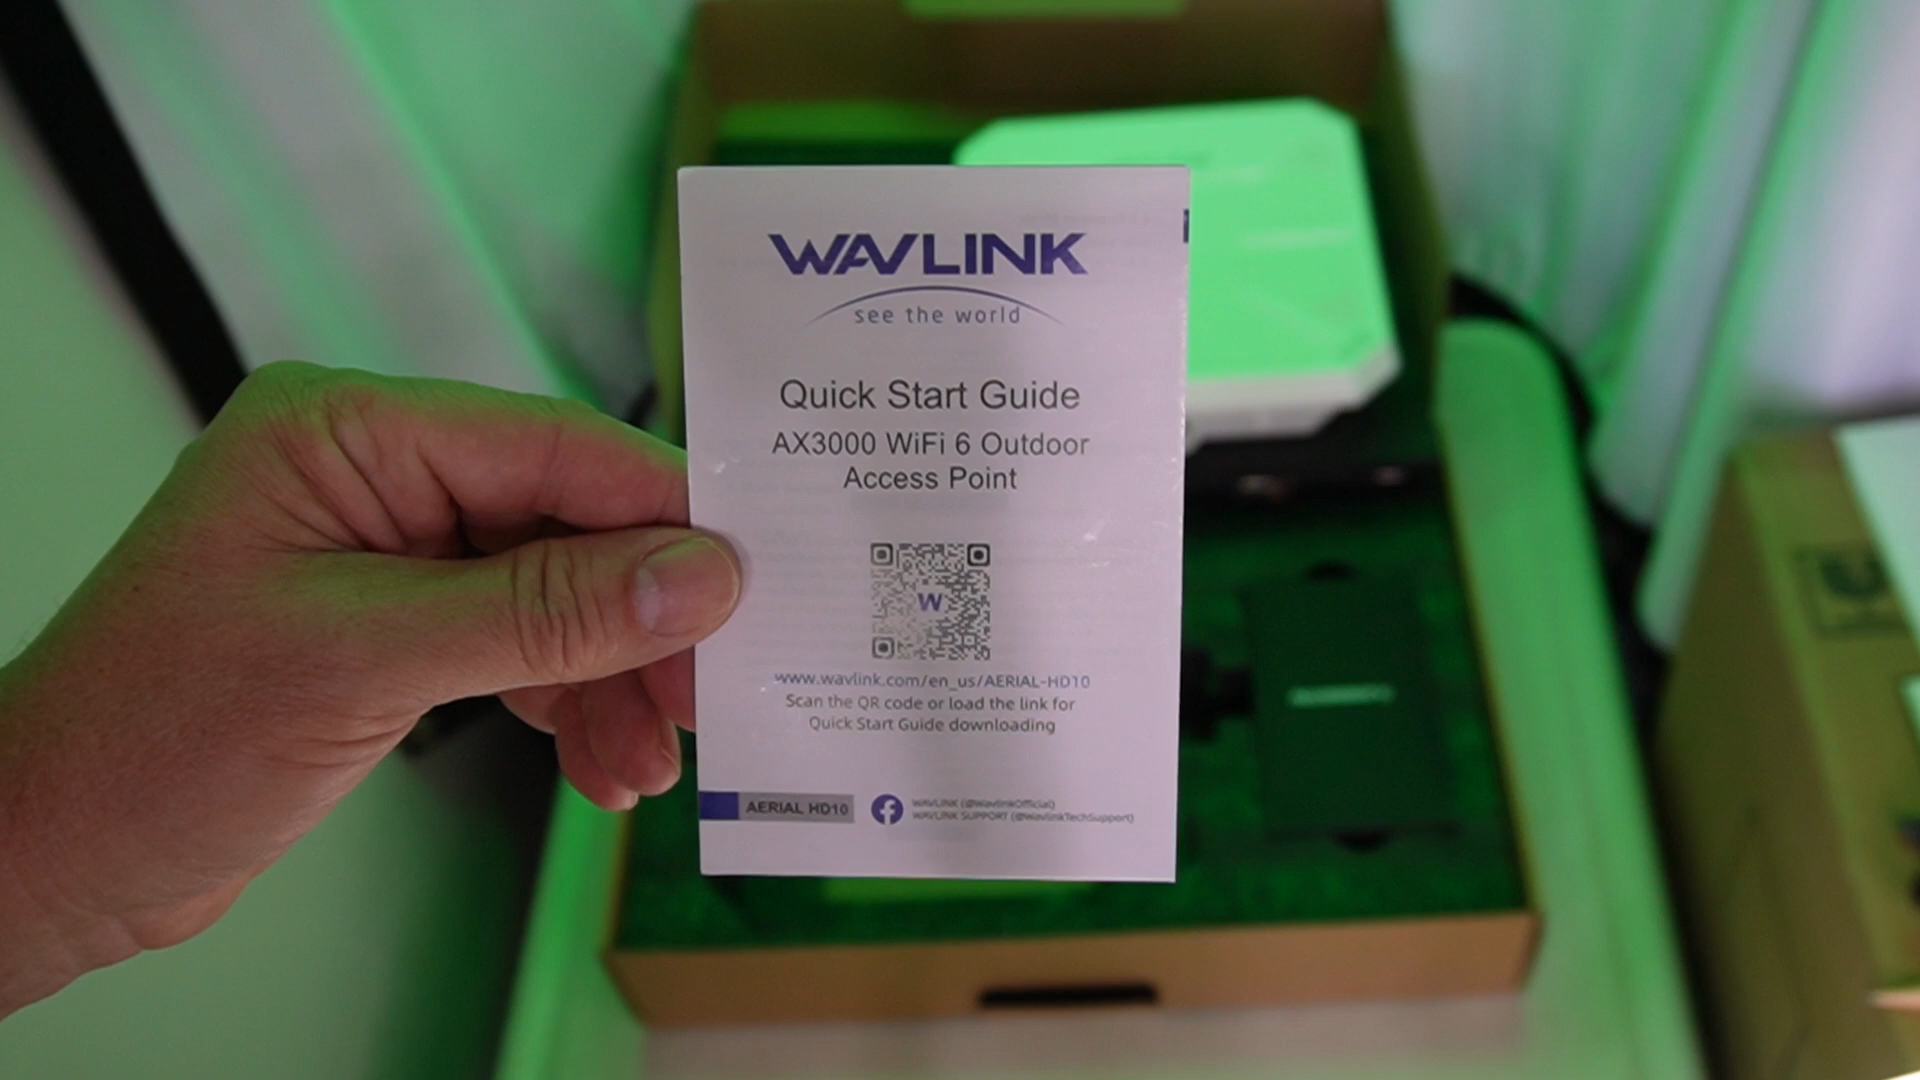 WAVLINK
see the world
Quick Start Guide
AX3000 WiFi 6 Outdoor
Access Point
W
www.wavlink.com/en_us/AERIAL-HD10
Scan the QR code or load the link for
Quick Start Guide downloading
AERIAL HD10
WAVLINK (@WavlinkOfficial)
WAVLINK SUPPORT (@WavlinkTechSupport)